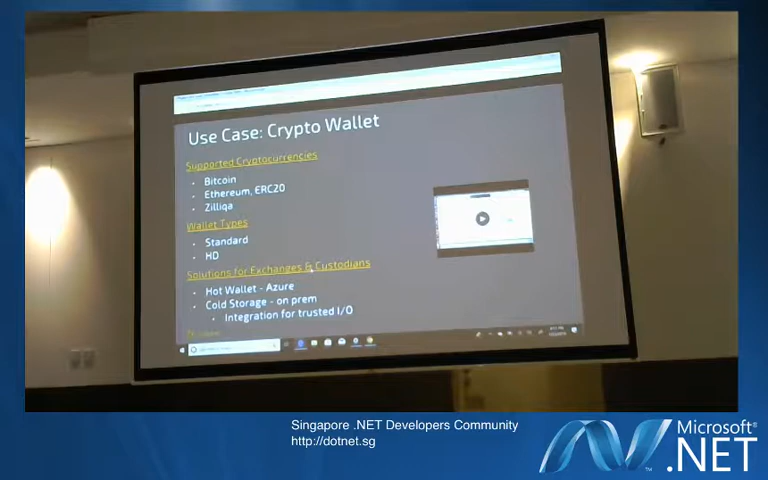 Use Case: Crypto Wallet
Supported Cryptocurrencies
• Bitcoin
• Ethereum, ERC20
• Zilliqa
Wallet Types
• Standard
• HD
Solutions for Exchanges & Custodians
• Hot Wallet - Azure
• Cold Storage - on prem
• Integration for trusted I/O
Singapore .NET Developers Community
http://dotnet.sg
Microsoft®
.NET
™